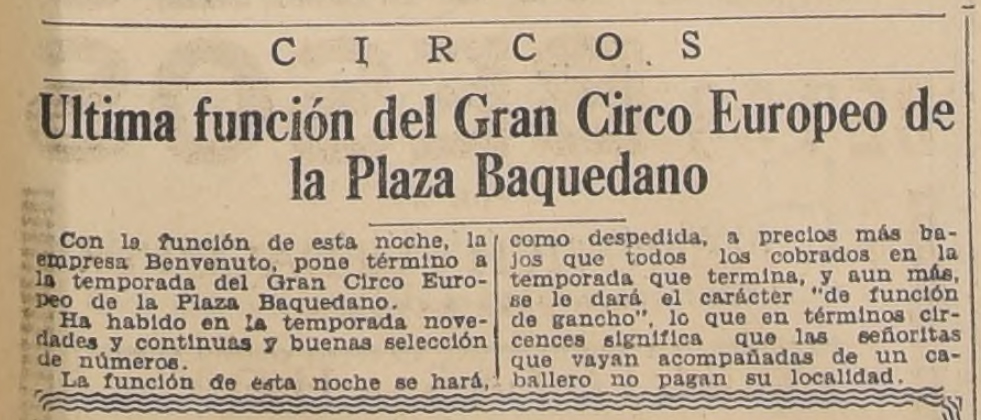 CIRCOS
Ultima función del Gran Circo Europeo de
la Plaza Baquedano
Con la función de esta noche, la
empresa Benvenuto, pone término a
la temporada del Gran Circo Euro-
peo de la Plaza Baquedano.
Ha habido en la temporada nove-
dades y continuas y buenas selección
de números.
La función de esta noche se hará,
como despedida, a precios más ba-
jos que todos los cobrados en la
temporada que termina, y aun más,
se le dará el carácter "de función
de gancho", lo que en términos cir-
cences significa que las señoritas
que vayan acompañadas de un ca-
ballero no pagan su localidad.